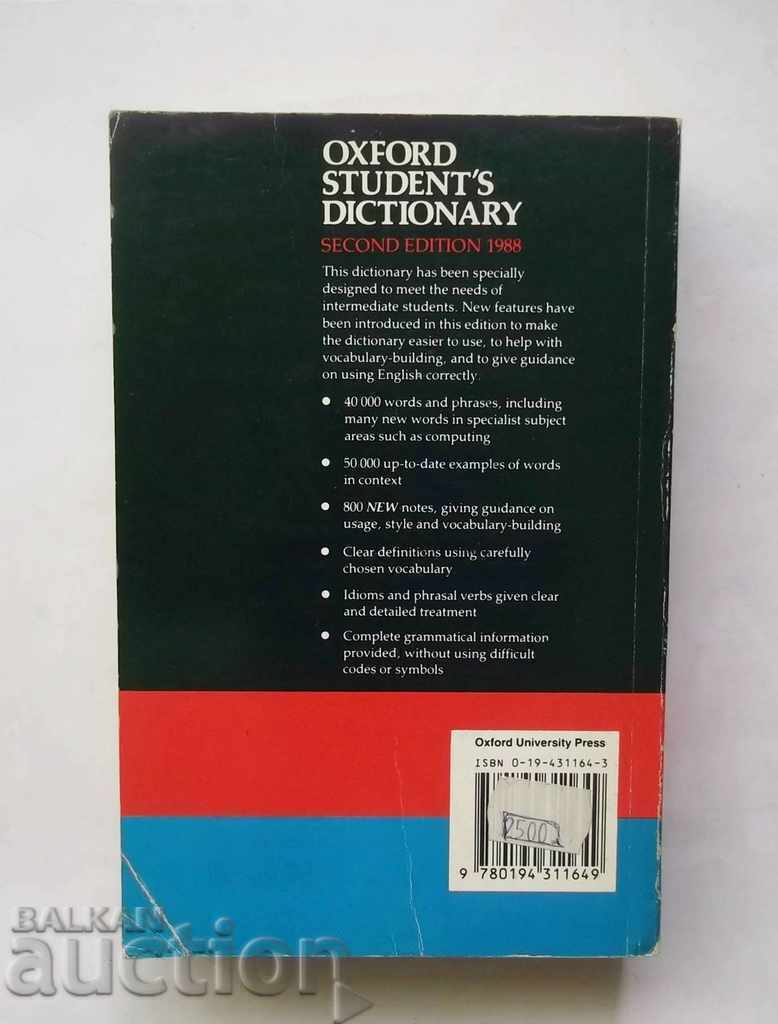 OXFORD
STUDENT'S
DICTIONARY
SECOND EDITION 1988
This dictionary has been specially
designed to meet the needs of
intermediate students. New features have
been introduced in this edition to make
the dictionary easier to use, to help with
vocabulary-building, and to give guidance
on using English correctly.
• 40 000 words and phrases, including
many new words in specialist subject
areas such as computing
• 50 000 up-to-date examples of words
in context
• 800 NEW notes, giving guidance on
usage, style and vocabulary-building
• Clear definitions using carefully
chosen vocabulary
• Idioms and phrasal verbs given clear
and detailed treatment
• Complete grammatical information
provided, without using difficult
codes or symbols
Oxford University Press
ISBN 0-19-431164-3
2500
9 780194 311649
BALKAN
auction